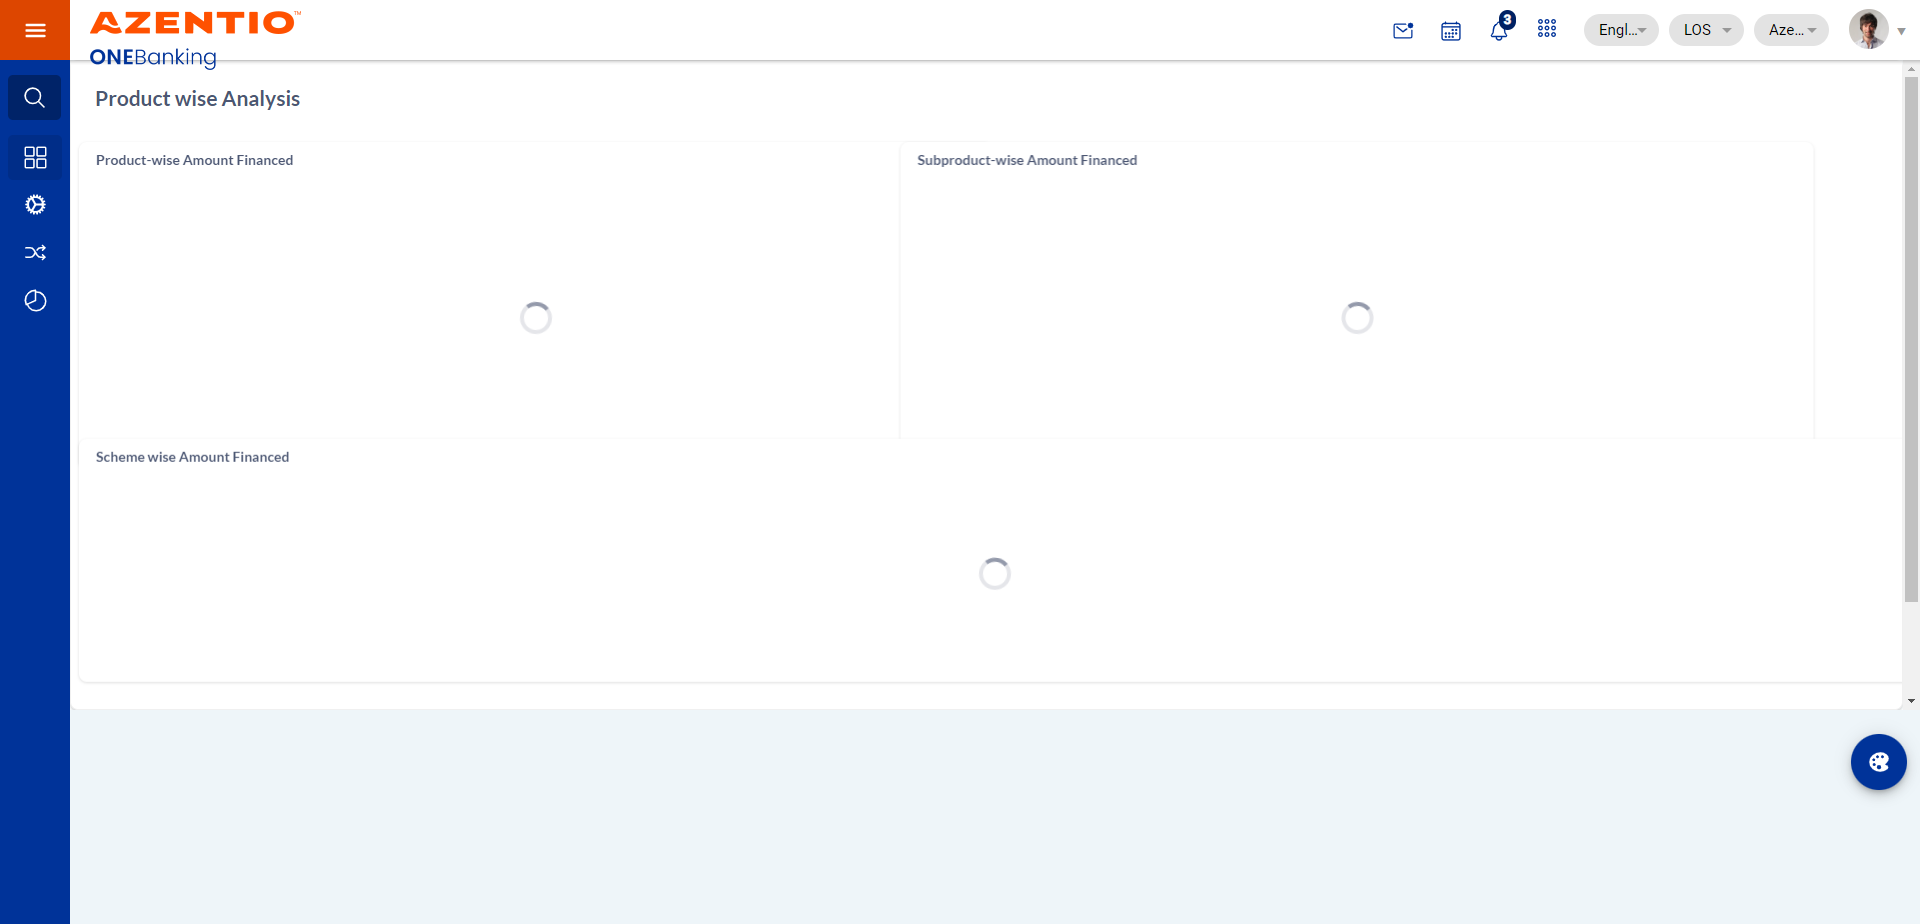 AZENTIO™
ONEBanking
3
Engl...
LOS
Aze...
Product wise Analysis
Product-wise Amount Financed
Subproduct-wise Amount Financed
Scheme wise Amount Financed